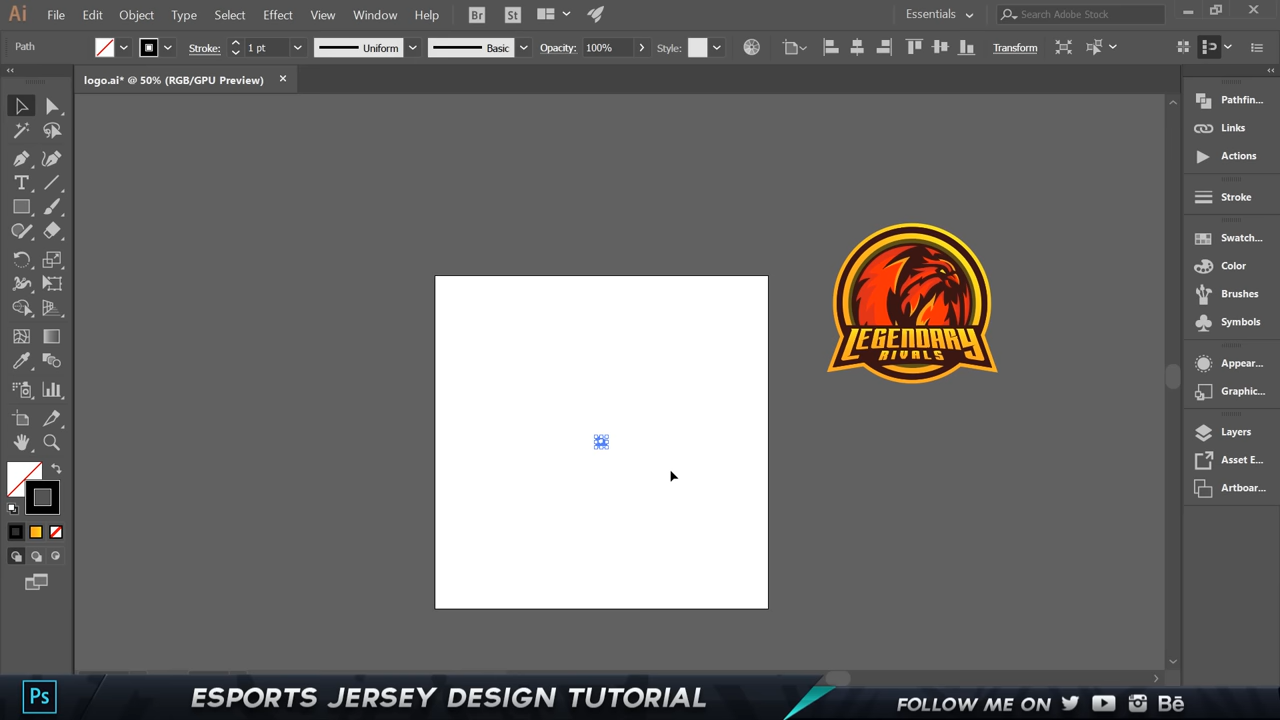 Ai File Edit Object Type Select Effect View Window Help Br St Essentials Search Adobe Stock
Path Stroke: 1 pt Uniform Basic Opacity: 100% Style: Transform
logo.ai* @ 50% (RGB/GPU Preview)
Pathfin...
Links
Actions
Stroke
Swatch...
Color
Brushes
Symbols
Appear...
Graphic...
Layers
Asset E...
Artboar...
LEGENDARY
RIVALS
Ps ESPORTS JERSEY DESIGN TUTORIAL FOLLOW ME ON Bē